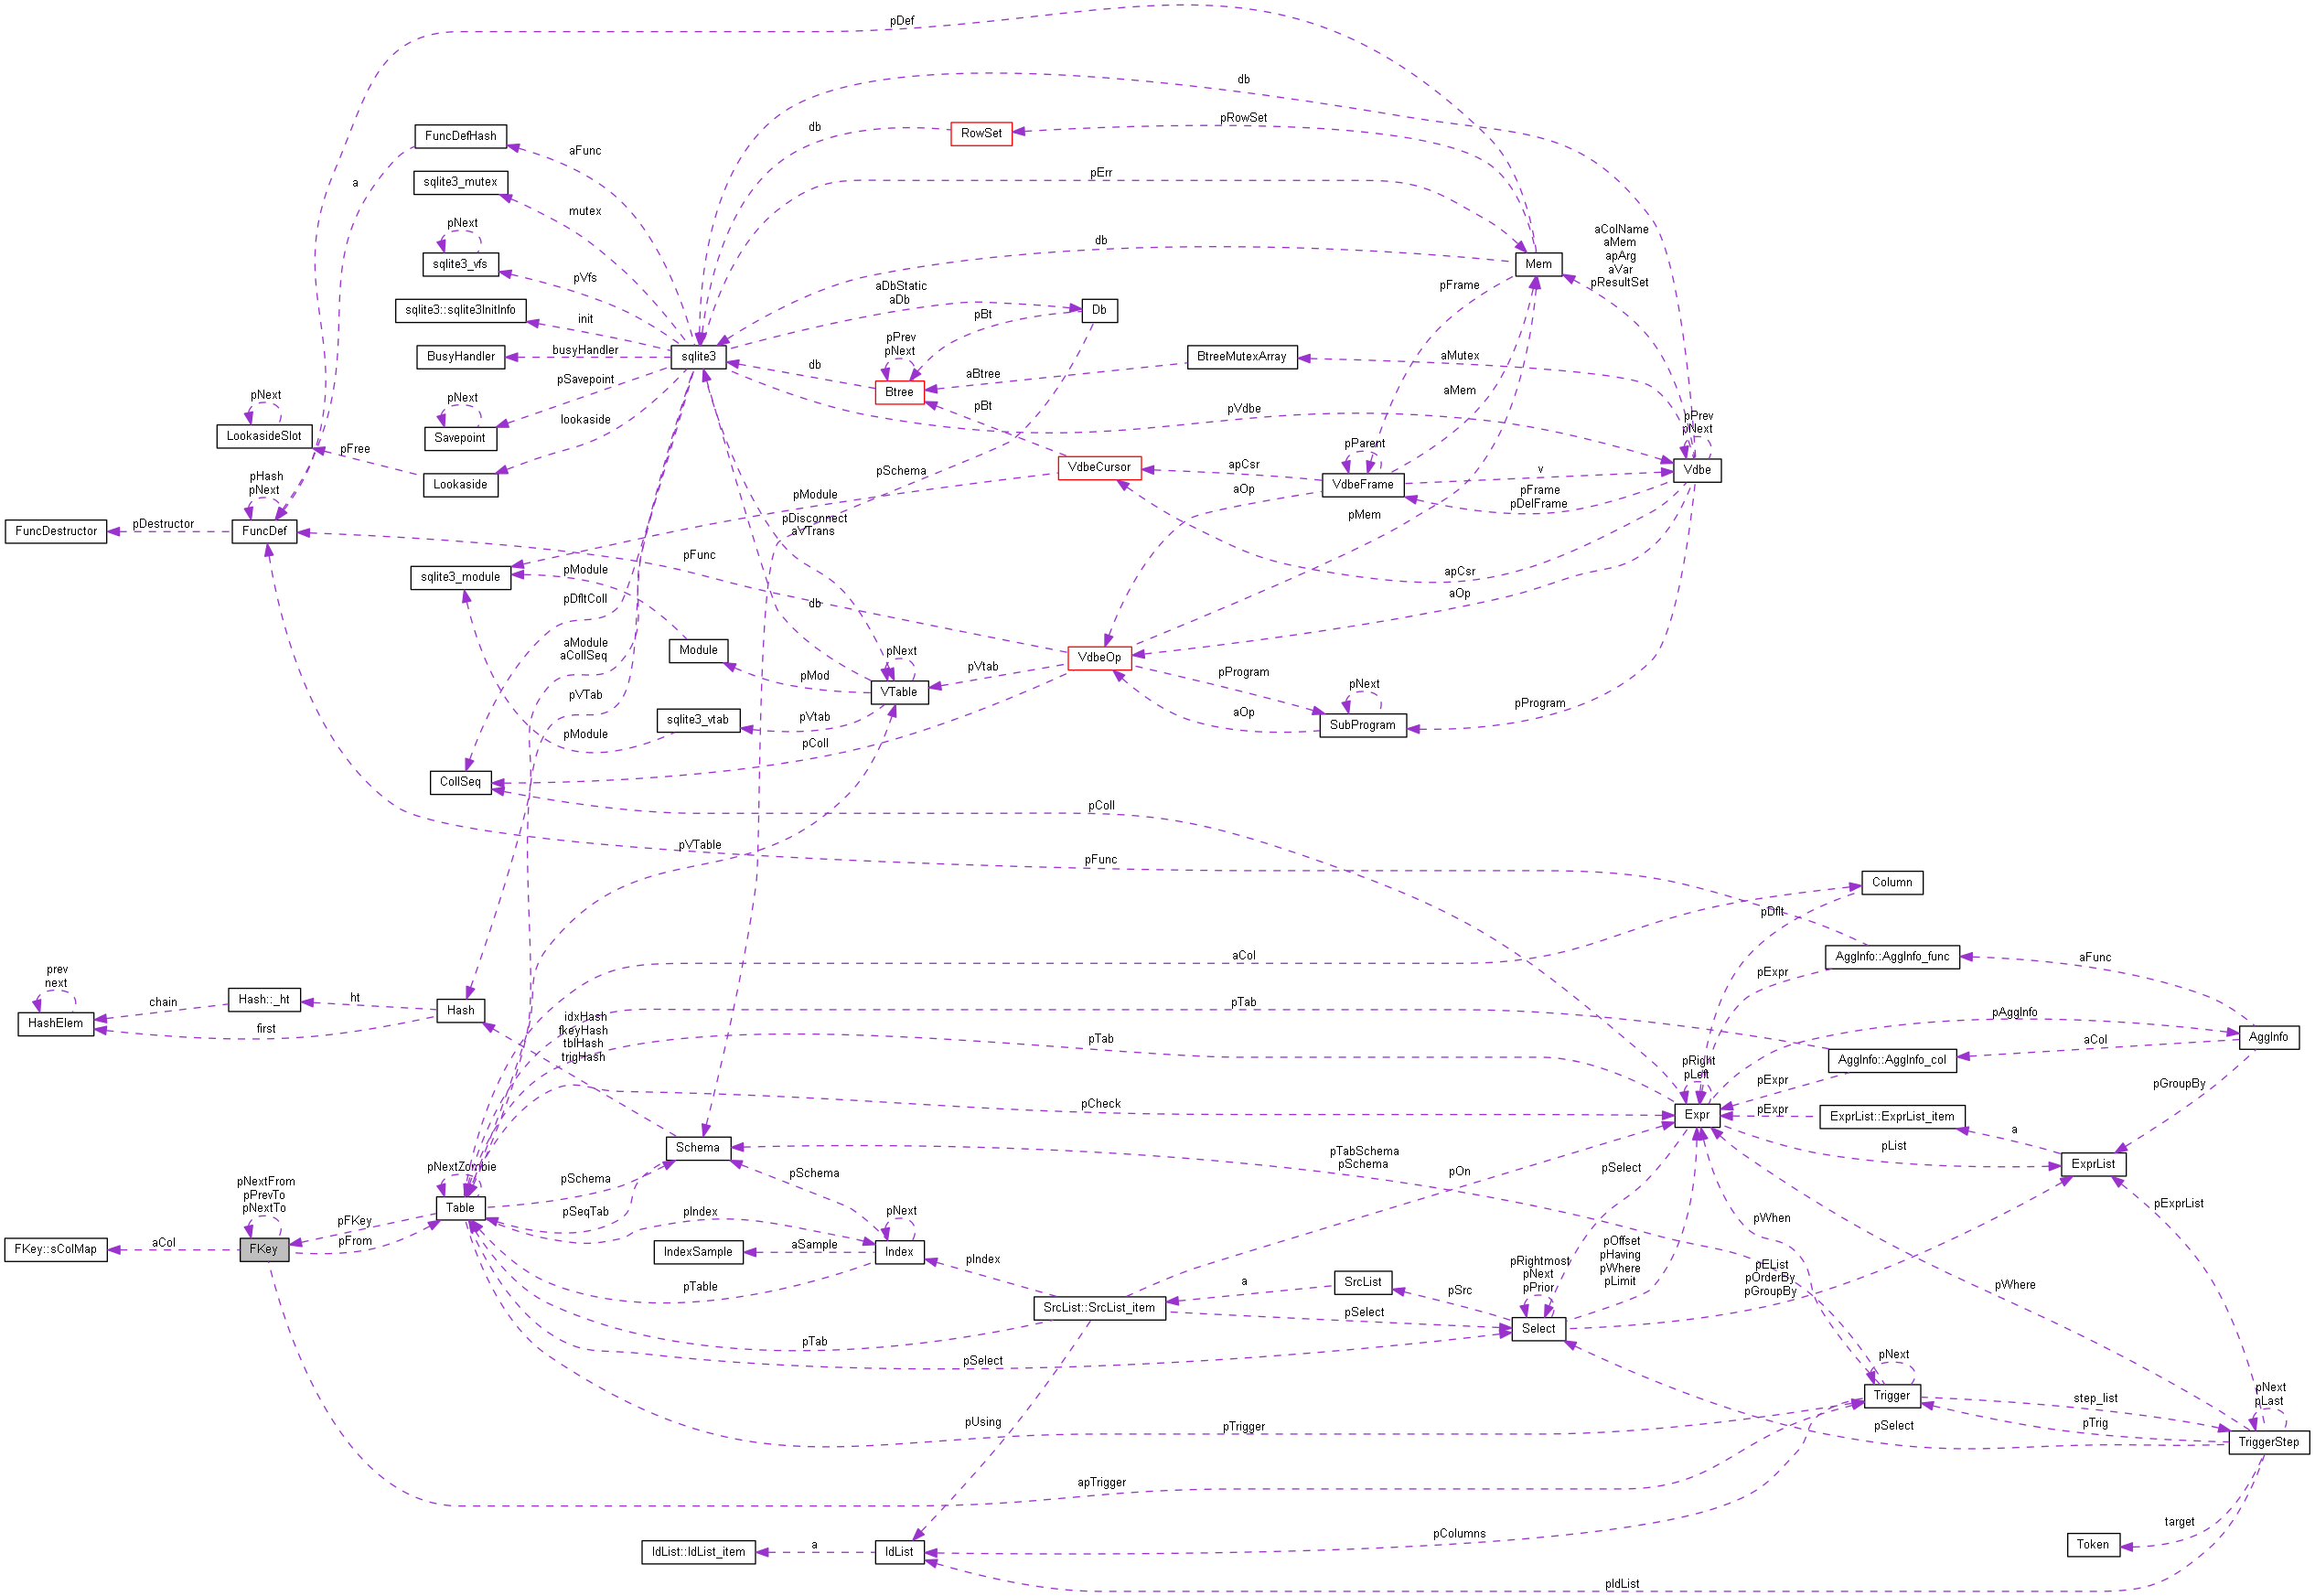 pDef
db
pRowSet
RowSet
db
FuncDefHash
aFunc
pErr
a
sqlite3_mutex
mutex
pNext
sqlite3_vfs
pVfs
db
aColName
aMem
apArg
aVar
pResultSet
Mem
pFrame
aDbStatic
aDb
Db
pBt
sqlite3::sqlite3InitInfo
init
BusyHandler
busyHandler
sqlite3
pPrev
pNext
BtreeMutexArray
aMutex
db
Btree
aBtree
pSavepoint
pNext
Savepoint
lookaside
pNext
LookasideSlot
pFree
Lookaside
pBt
pVdbe
aMem
pPrev
pNext
Vdbe
pParent
VdbeFrame
apCsr
v
VdbeCursor
pSchema
aOp
pFrame
pDelFrame
pModule
pMem
pHash
pNext
FuncDef
pDestructor
FuncDestructor
pDisconnect
aVTrans
pFunc
sqlite3_module
pModule
apCsr
aOp
pDfltColl
db
aModule
aCollSeq
Module
pMod
pNext
VTable
pVtab
VdbeOp
pProgram
pNext
SubProgram
aOp
pProgram
pVTab
sqlite3_vtab
pVtab
pModule
pColl
CollSeq
pColl
pVTable
pFunc
Column
pDflt
AggInfo::AggInfo_func
aFunc
aCol
pExpr
prev
next
HashElem
chain
Hash::_ht
ht
Hash
first
idxHash
fkeyHash
tblHash
trigHash
pTab
pTab
pAggInfo
AggInfo
aCol
AggInfo::AggInfo_col
pExpr
pGroupBy
pRight
pLeft
Expr
pCheck
pExpr
ExprList::ExprList_item
a
pList
ExprList
Schema
pTabSchema
pSchema
pOn
pSelect
pExprList
pNextZombie
Table
pSchema
pSeqTab
pSchema
pNextFrom
pPrevTo
pNextTo
FKey
pFKey
pFrom
FKey::sColMap
aCol
pIndex
pNext
Index
IndexSample
aSample
pTable
pIndex
pWhen
pOffset
pHaving
pWhere
pLimit
pEList
pOrderBy
pGroupBy
pWhere
SrcList
a
pSrc
SrcList::SrcList_item
pSelect
pRightmost
pNext
pPrior
Select
pTab
pSelect
pNext
Trigger
step_list
pNext
pLast
TriggerStep
pTrig
pUsing
pTrigger
pSelect
apTrigger
pColumns
target
Token
IdList::IdList_item
a
IdList
pIdList